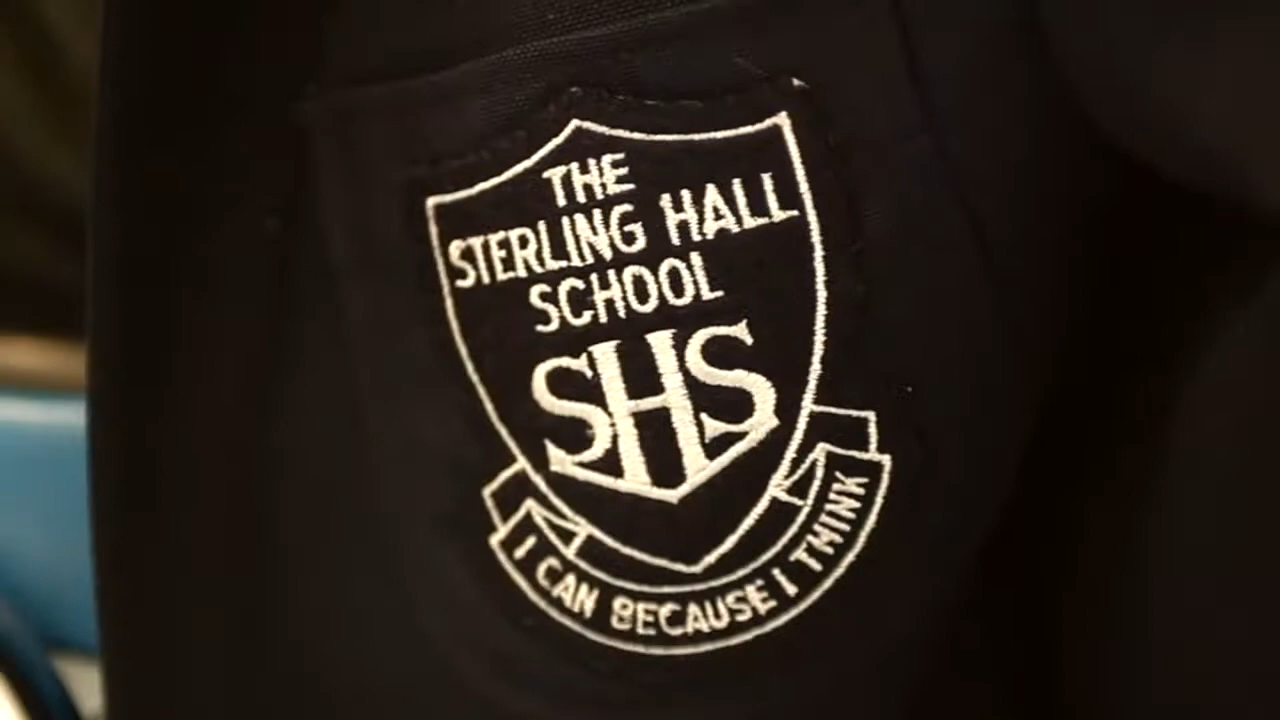 THE
STERLING HALL
SCHOOL
SHS
I CAN BECAUSE I THINK